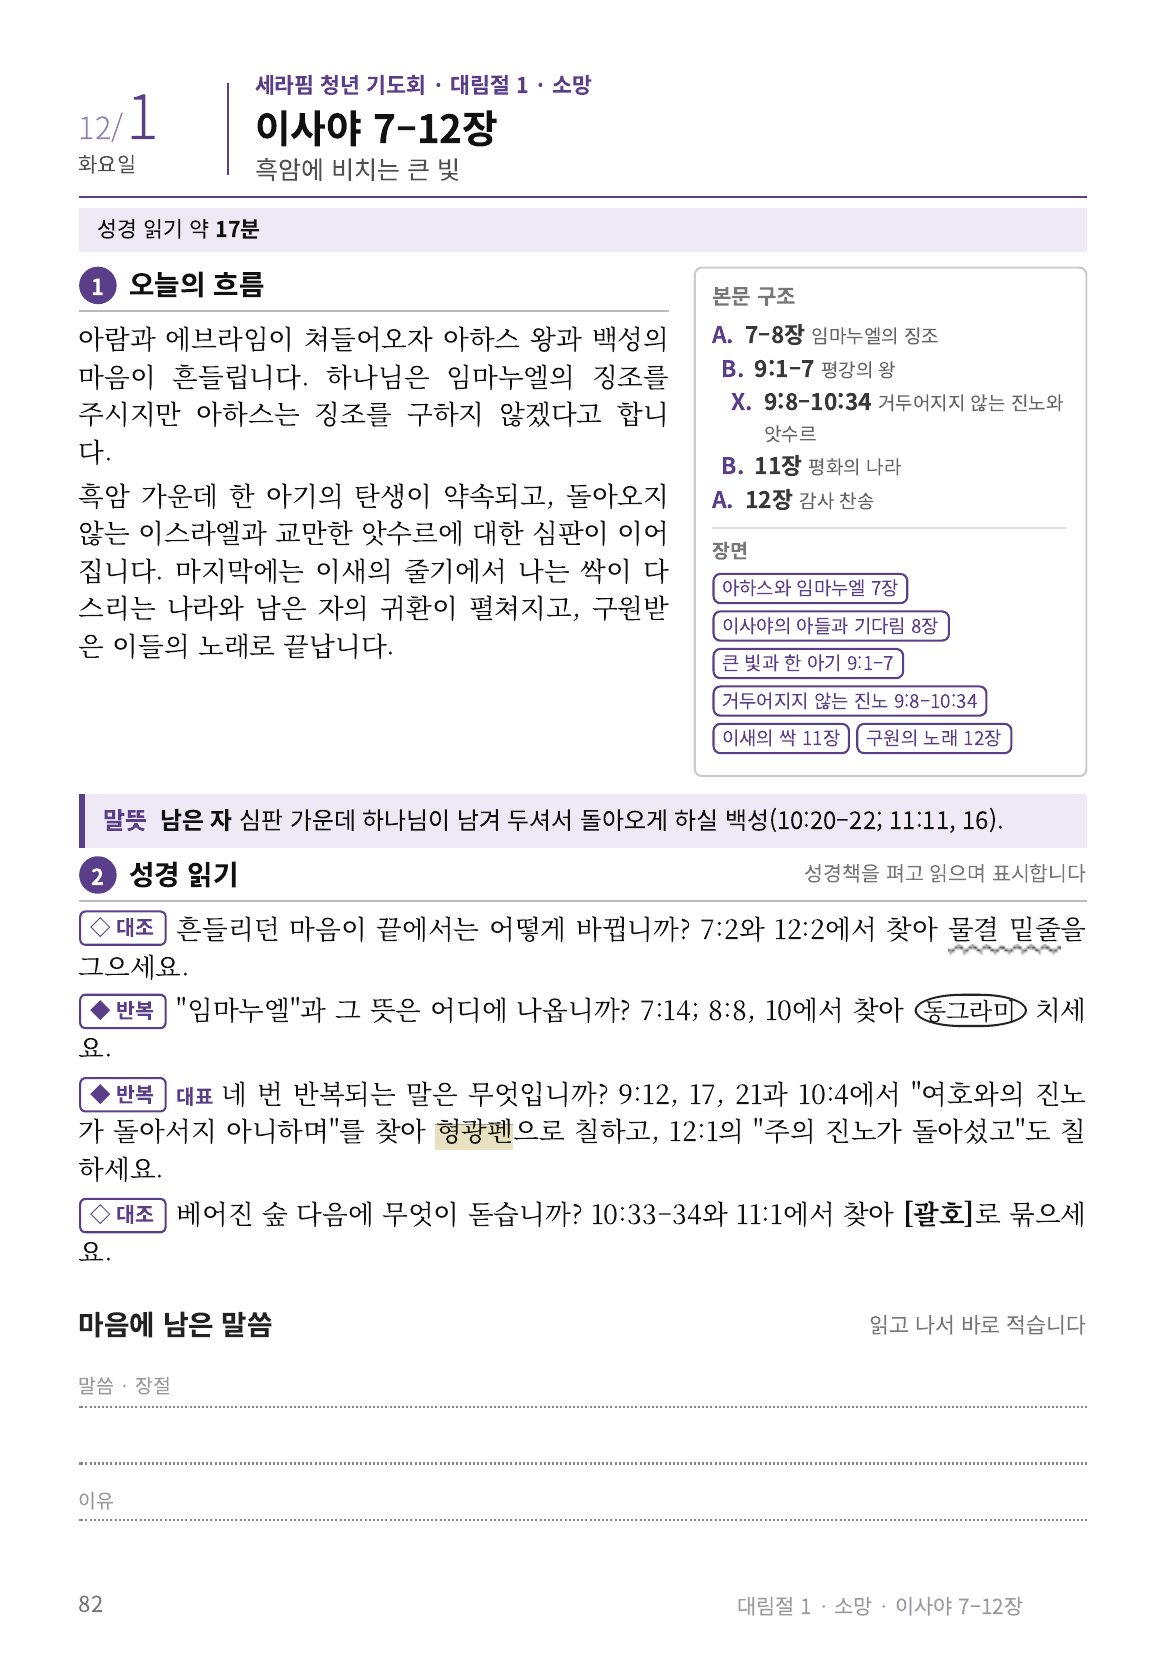 12/1
화요일
세라핌 청년 기도회 · 대림절 1 · 소망
이사야 7–12장
흑암에 비치는 큰 빛
성경 읽기 약 17분
1 오늘의 흐름
아람과 에브라임이 쳐들어오자 아하스 왕과 백성의
마음이 흔들립니다. 하나님은 임마누엘의 징조를
주시지만 아하스는 징조를 구하지 않겠다고 합니
다.
흑암 가운데 한 아기의 탄생이 약속되고, 돌아오지
않는 이스라엘과 교만한 앗수르에 대한 심판이 이어
집니다. 마지막에는 이새의 줄기에서 나는 싹이 다
스리는 나라와 남은 자의 귀환이 펼쳐지고, 구원받
은 이들의 노래로 끝납니다.
본문 구조
A. 7–8장 임마누엘의 징조
B. 9:1–7 평강의 왕
X. 9:8–10:34 거두어지지 않는 진노와
앗수르
B. 11장 평화의 나라
A. 12장 감사 찬송
장면
아하스와 임마누엘 7장
이사야의 아들과 기다림 8장
큰 빛과 한 아기 9:1–7
거두어지지 않는 진노 9:8–10:34
이새의 싹 11장 구원의 노래 12장
말뜻 남은 자 심판 가운데 하나님이 남겨 두셔서 돌아오게 하실 백성(10:20–22; 11:11, 16).
2 성경 읽기
성경책을 펴고 읽으며 표시합니다
◇ 대조 흔들리던 마음이 끝에서는 어떻게 바뀝니까? 7:2와 12:2에서 찾아 물결 밑줄을
그으세요.
◆ 반복 "임마누엘"과 그 뜻은 어디에 나옵니까? 7:14; 8:8, 10에서 찾아 동그라미 치세
요.
◆ 반복 대표 네 번 반복되는 말은 무엇입니까? 9:12, 17, 21과 10:4에서 "여호와의 진노
가 돌아서지 아니하며"를 찾아 형광펜으로 칠하고, 12:1의 "주의 진노가 돌아섰고"도 칠
하세요.
◇ 대조 베어진 숲 다음에 무엇이 돋습니까? 10:33–34와 11:1에서 찾아 [괄호]로 묶으세
요.
마음에 남은 말씀
읽고 나서 바로 적습니다
말씀 · 장절
이유
82
대림절 1 · 소망 · 이사야 7–12장